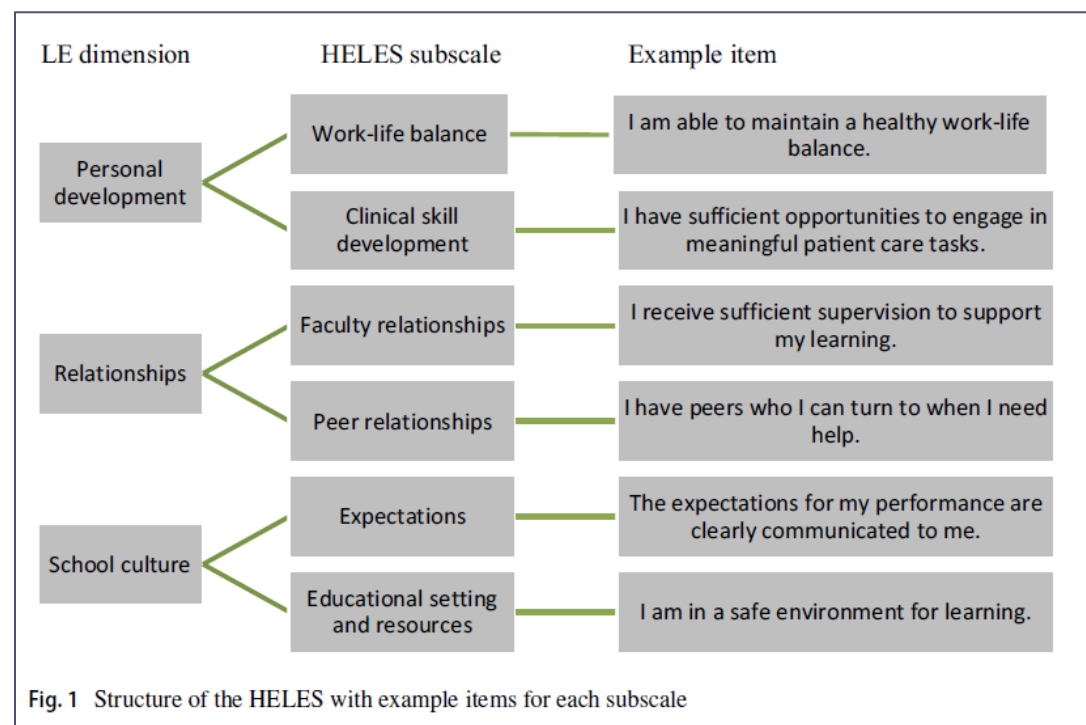 LE dimension
HELES subscale
Example item
Personal
development
Work-life balance
I am able to maintain a healthy work-life
balance.
Clinical skill
development
I have sufficient opportunities to engage in
meaningful patient care tasks.
Relationships
Faculty relationships
I receive sufficient supervision to support
my learning.
Peer relationships
I have peers who I can turn to when I need
help.
School culture
Expectations
The expectations for my performance are
clearly communicated to me.
Educational setting
and resources
I am in a safe environment for learning.
Fig. 1 Structure of the HELES with example items for each subscale